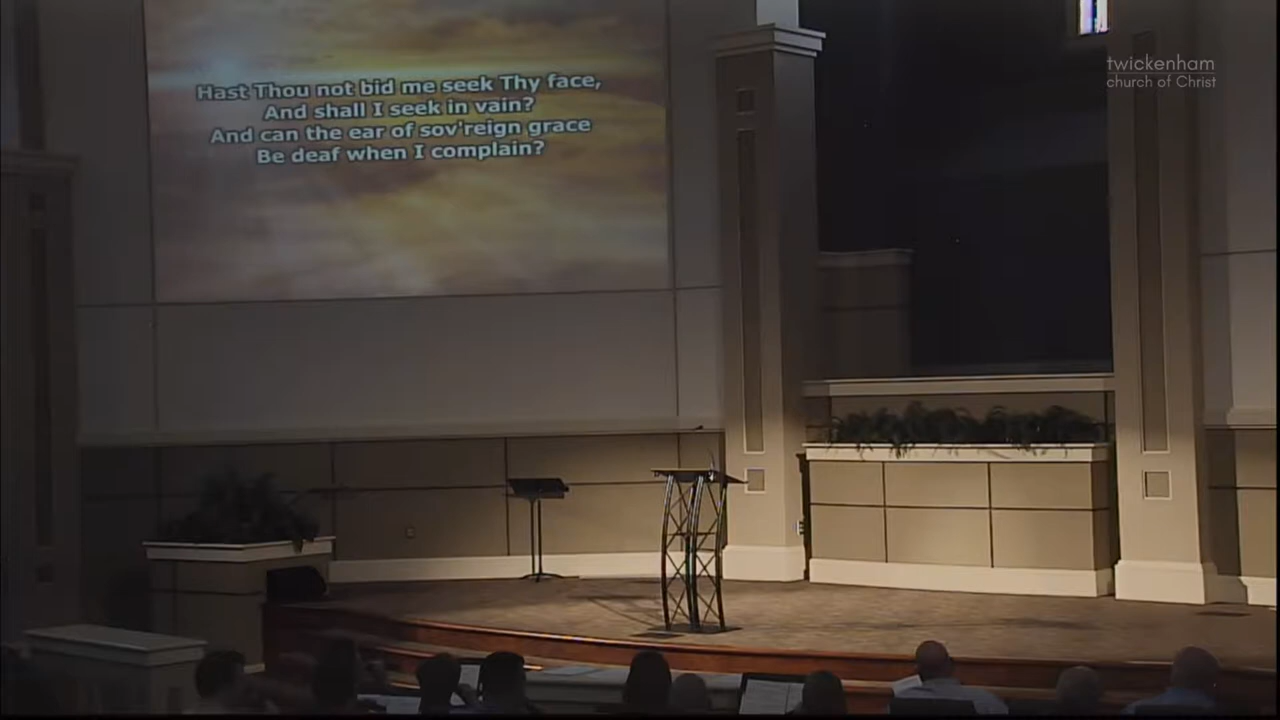 Hast Thou not bid me seek Thy face,
And shall I seek in vain?
And can the ear of sov'reign grace
Be deaf when I complain?
twickenham
church of Christ